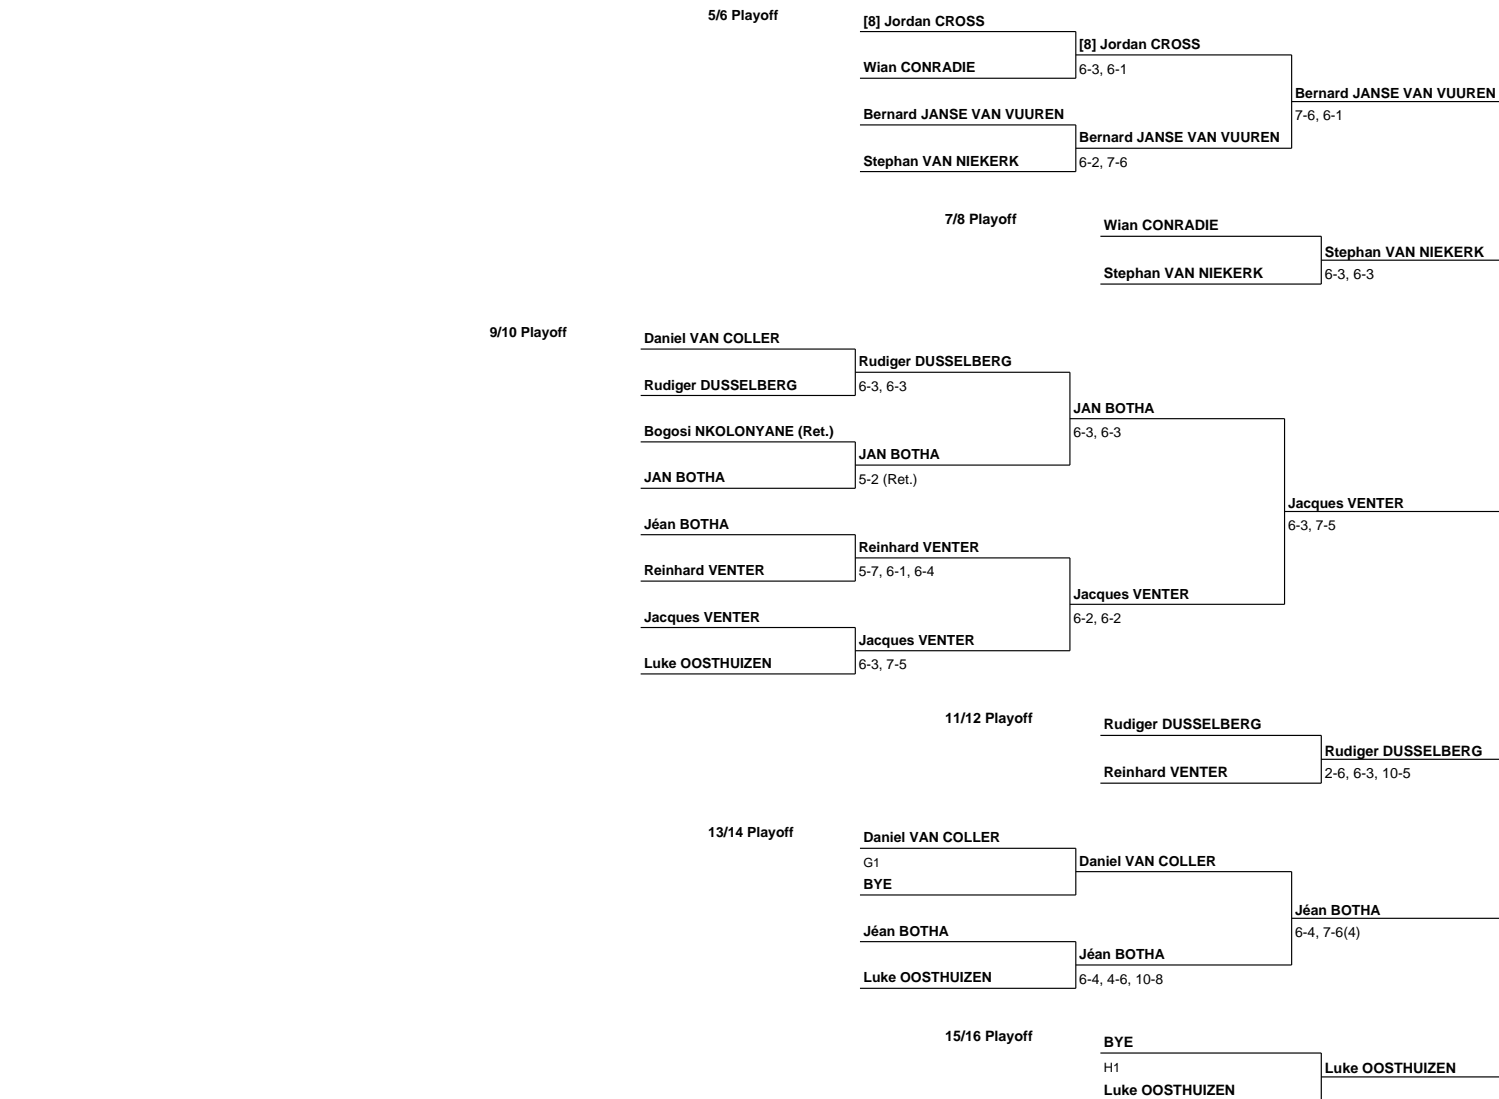 5/6 Playoff
[8] Jordan CROSS
[8] Jordan CROSS
Wian CONRADIE
6-3, 6-1
Bernard JANSE VAN VUUREN
7-6, 6-1
Bernard JANSE VAN VUUREN
Bernard JANSE VAN VUUREN
Stephan VAN NIEKERK
6-2, 7-6
7/8 Playoff
Wian CONRADIE
Stephan VAN NIEKERK
Stephan VAN NIEKERK
6-3, 6-3
9/10 Playoff
Daniel VAN COLLER
Rudiger DUSSELBERG
Rudiger DUSSELBERG
6-3, 6-3
JAN BOTHA
6-3, 6-3
Bogosi NKOLONYANE (Ret.)
JAN BOTHA
JAN BOTHA
5-2 (Ret.)
Jacques VENTER
6-3, 7-5
Jéan BOTHA
Reinhard VENTER
Reinhard VENTER
5-7, 6-1, 6-4
Jacques VENTER
6-2, 6-2
Jacques VENTER
Jacques VENTER
Luke OOSTHUIZEN
6-3, 7-5
11/12 Playoff
Rudiger DUSSELBERG
Rudiger DUSSELBERG
Reinhard VENTER
2-6, 6-3, 10-5
13/14 Playoff
Daniel VAN COLLER
G1
Daniel VAN COLLER
BYE
Jéan BOTHA
6-4, 7-6(4)
Jéan BOTHA
Jéan BOTHA
Luke OOSTHUIZEN
6-4, 4-6, 10-8
15/16 Playoff
BYE
H1
Luke OOSTHUIZEN
Luke OOSTHUIZEN